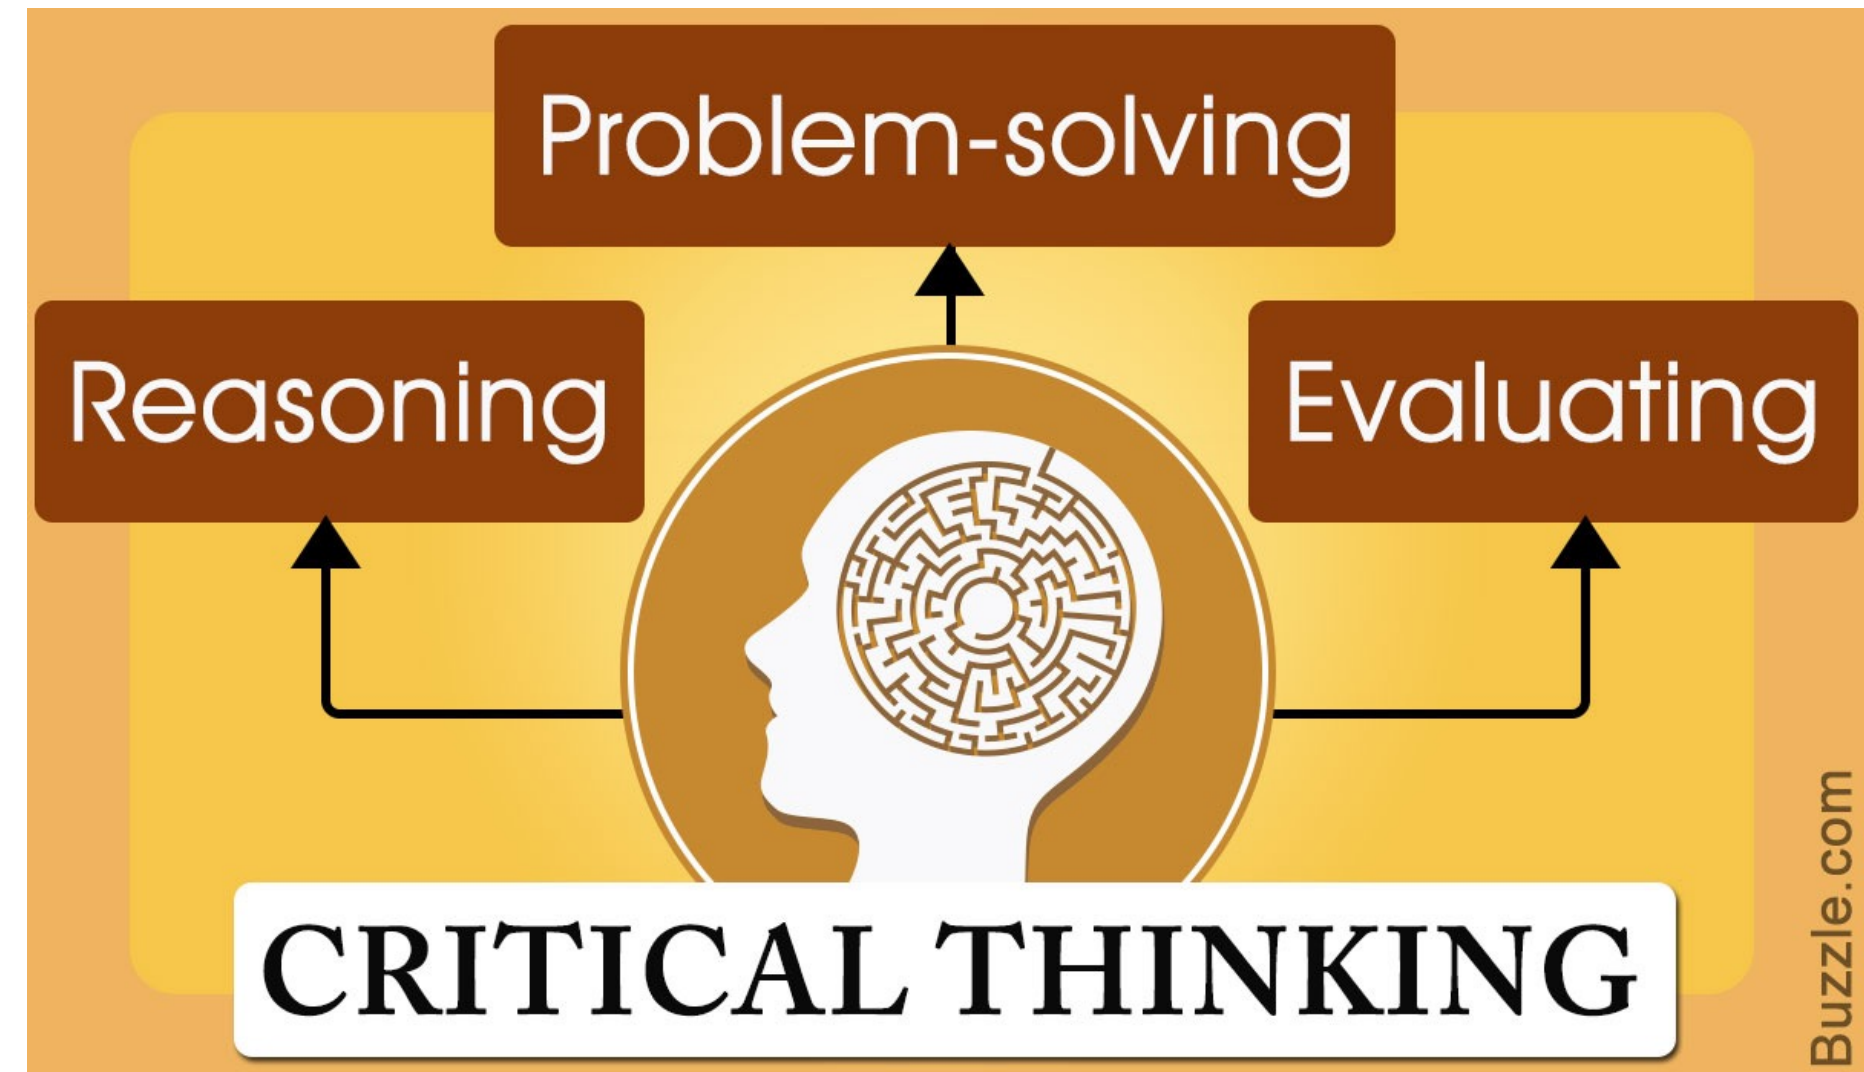 Problem-solving
Reasoning
Evaluating
CRITICAL THINKING
Buzzle.com